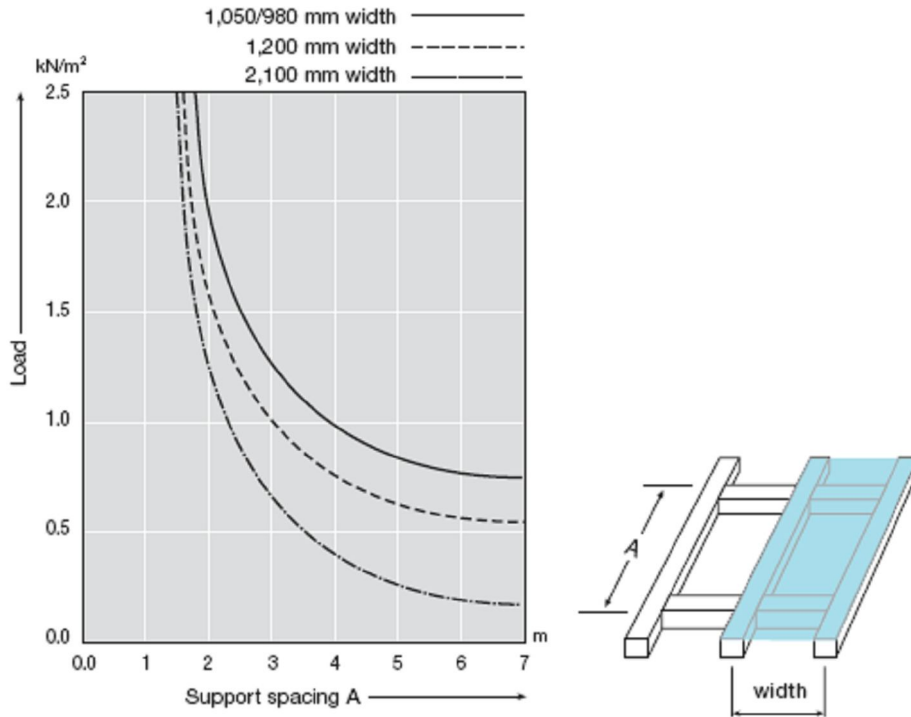 1,050/980 mm width
1,200 mm width
2,100 mm width
kN/m²
2.5
2.0
1.5
1.0
0.5
0.0
Load
m
0.0 1 2 3 4 5 6 7
Support spacing A
A
width